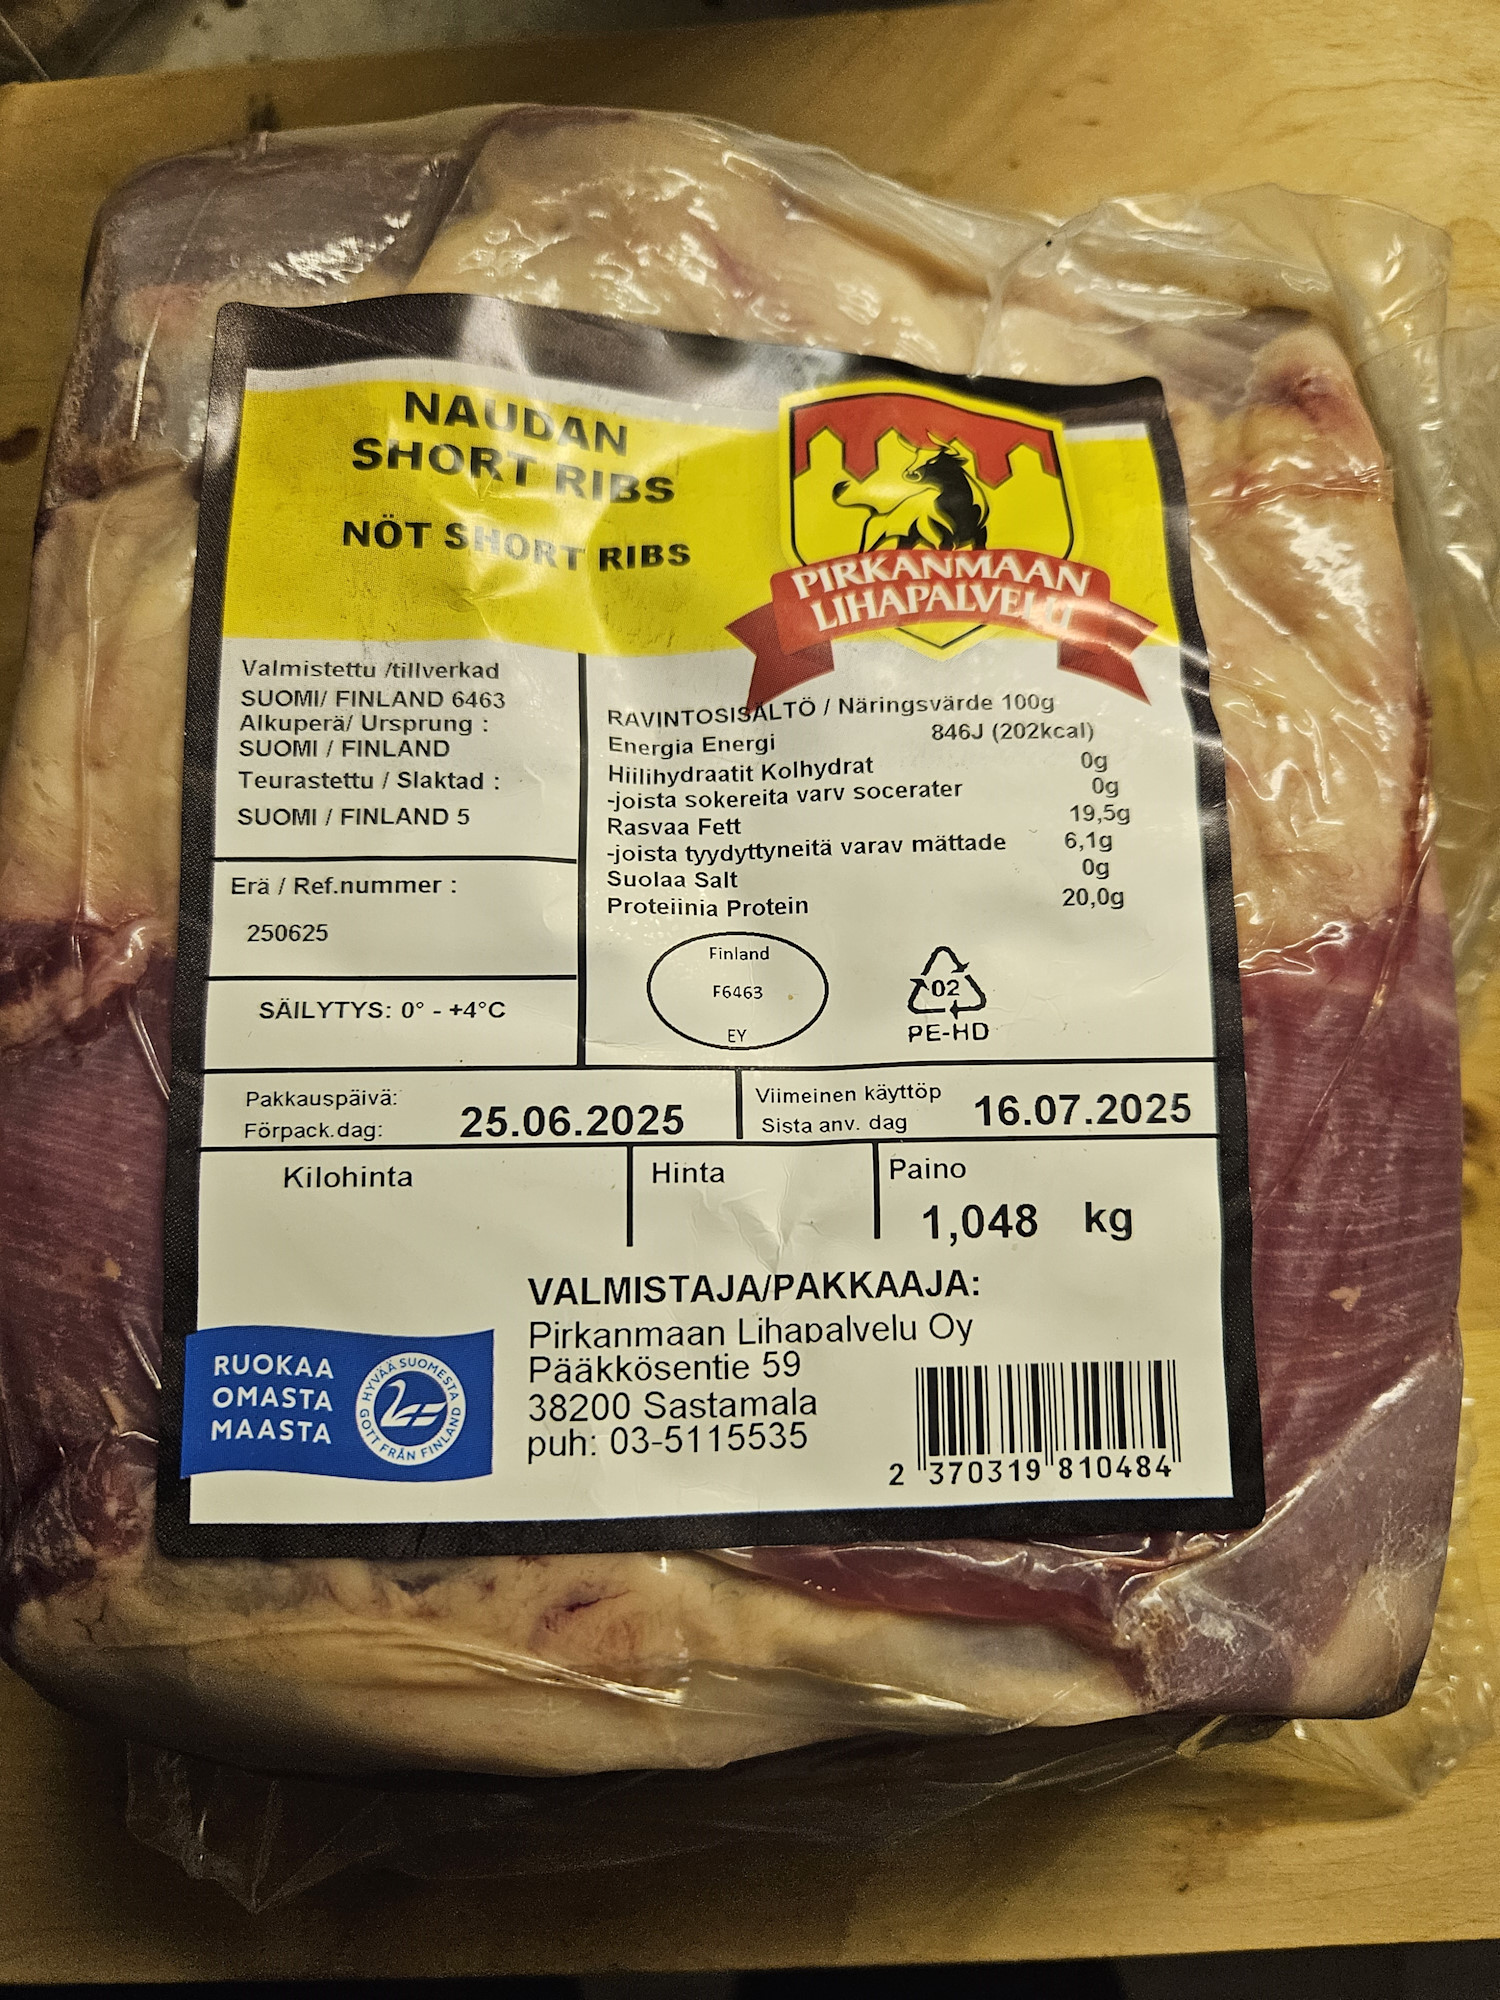 NAUDAN
SHORT RIBS
NÖT SHORT RIBS
PIRKANMAAN
LIHAPALVELU
Valmistettu /tillverkad
SUOMI/ FINLAND 6463
Alkuperä/ Ursprung :
SUOMI / FINLAND
Teurastettu / Slaktad :
SUOMI / FINLAND 5
Erä / Ref.nummer :
250625
SÄILYTYS: 0° - +4°C
RAVINTOSISÄLTÖ / Näringsvärde 100g
Energia Energi 846J (202kcal)
Hiilihydraatit Kolhydrat 0g
-joista sokereita varv socerater 0g
Rasvaa Fett 19,5g
-joista tyydyttyneitä varav mättade 6,1g
Suolaa Salt 0g
Proteiinia Protein 20,0g
Finland
F6463
EY
02
PE-HD
Pakkauspäivä:
Förpack.dag:
25.06.2025
Viimeinen käyttöp
Sista anv. dag
16.07.2025
Kilohinta
Hinta
Paino
1,048 kg
VALMISTAJA/PAKKAAJA:
Pirkanmaan Lihapalvelu Oy
Pääkkösentie 59
38200 Sastamala
puh: 03-5115535
RUOKAA
OMASTA
MAASTA
HYVÄÄ SUOMESTA
GOTT FRÅN FINLAND
2 370319 810484